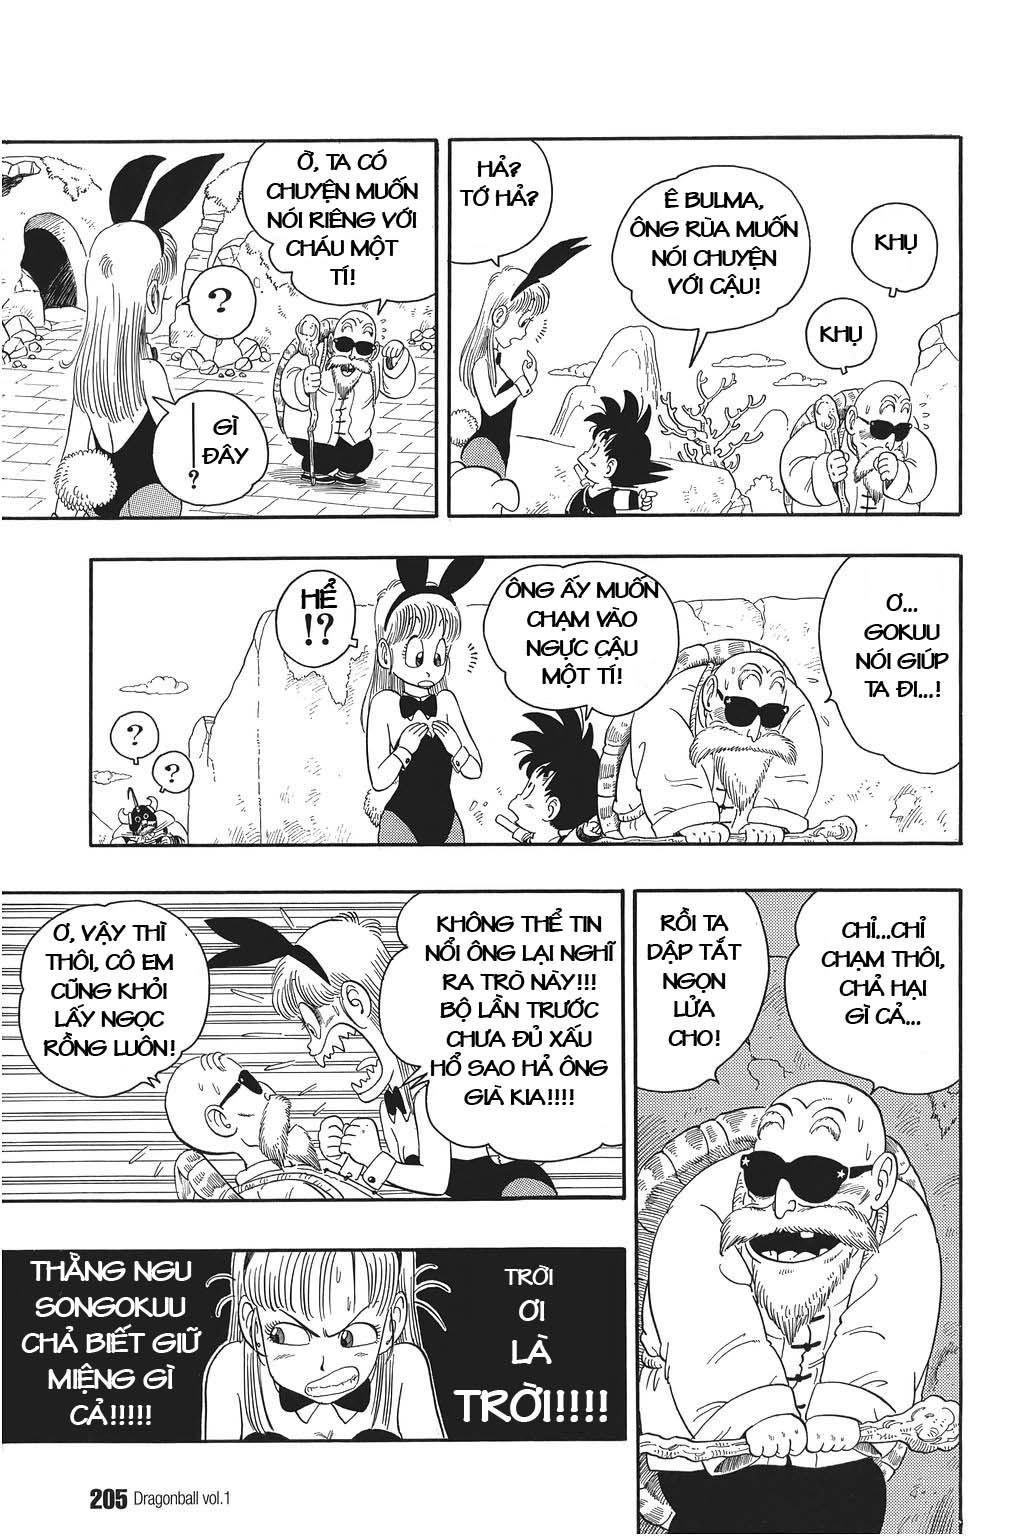 HẢ?
TỚ HẢ?
Ê BULMA,
ÔNG RÙA MUỐN
NÓI CHUYỆN
VỚI CẬU!
KHỤ
KHỤ
Ờ, TA CÓ
CHUYỆN MUỐN
NÓI RIÊNG VỚI
CHÁU MỘT
TÍ!
?
GÌ
ĐÂY
?
Ơ...
GOKUU
NÓI GIÚP
TA ĐI...!
ÔNG ẤY MUỐN
CHẠM VÀO
NGỰC CẬU
MỘT TÍ!
HỂ
!?
?
?
CHỈ...CHỈ
CHẠM THÔI,
CHẢ HẠI
GÌ CẢ...
RỒI TA
DẬP TẮT
NGỌN
LỬA
CHO!
KHÔNG THỂ TIN
NỔI ÔNG LẠI NGHĨ
RA TRÒ NÀY!!!
BỘ LẦN TRƯỚC
CHƯA ĐỦ XẤU
HỔ SAO HẢ ÔNG
GIÀ KIA!!!!
Ơ, VẬY THÌ
THÔI, CÔ EM
CŨNG KHỎI
LẤY NGỌC
RỒNG LUÔN!
TRỜI
ƠI
LÀ
TRỜI!!!!!
THẰNG NGU
SONGOKUU
CHẢ BIẾT GIỮ
MIỆNG GÌ
CẢ!!!!!
205 Dragonball vol.1